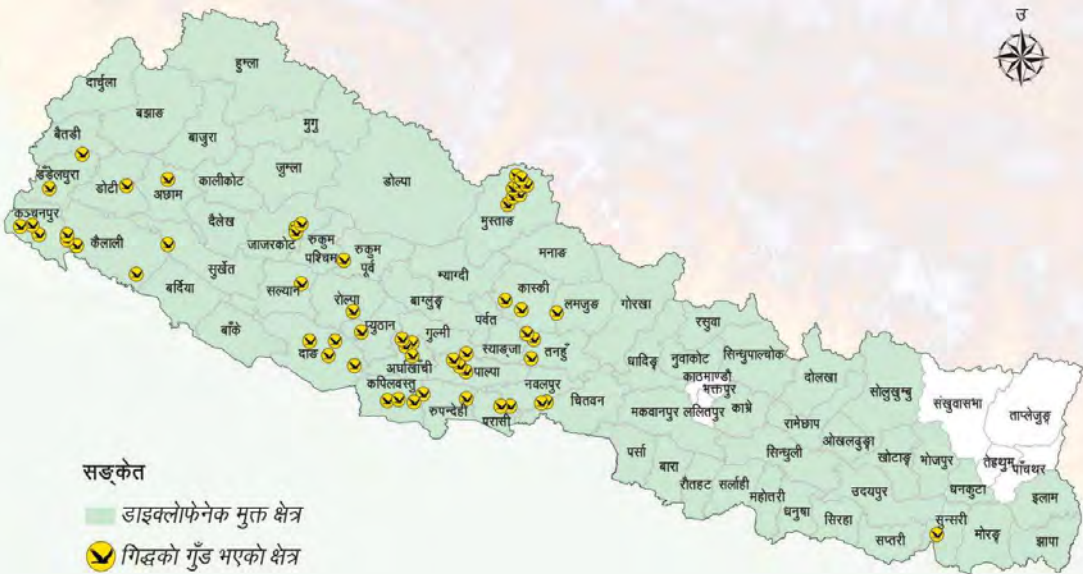 उ
हुम्ला
दार्चुला
बझाङ
मुगु
बैतडी
बाजुरा
जुम्ला
डँडेलधुरा
डोटी
अछाम
कालीकोट
डोल्पा
मुस्ताङ
कञ्चनपुर
दैलेख
कैलाली
जाजरकोट
रुकुम
पश्चिम
रुकुम
पूर्व
मनाङ
सुर्खेत
म्याग्दी
बर्दिया
सल्यान
कास्की
रोल्पा
बाग्लुङ्ग
लमजुङ
गोरखा
बाँके
पर्वत
रसुवा
प्युठान
गुल्मी
स्याङ्जा
तनहुँ
धादिङ्ग
नुवाकोट
सिन्धुपाल्चोक
दाङ
दोलखा
अर्घाखाँची
पाल्पा
काठमाण्डौ
भक्तपुर
सोलुखुम्बु
संखुवासभा
ताप्लेजुङ्ग
कपिलवस्तु
नवलपुर
चितवन
मकवानपुर
ललितपुर
काभ्रे
रुपन्देही
परासी
रामेछाप
ओखलढुङ्गा
पर्सा
बारा
सिन्धुली
खोटाङ्ग
भोजपुर
तेह्रथुम
पाँचथर
रौतहट
सर्लाही
महोतरी
उदयपुर
धनकुटा
इलाम
धनुषा
सिरहा
सप्तरी
सुन्सरी
मोरङ्ग
झापा
सङ्केत
डाइक्लोफेनेक मुक्त क्षेत्र
गिद्धको गुँड भएको क्षेत्र